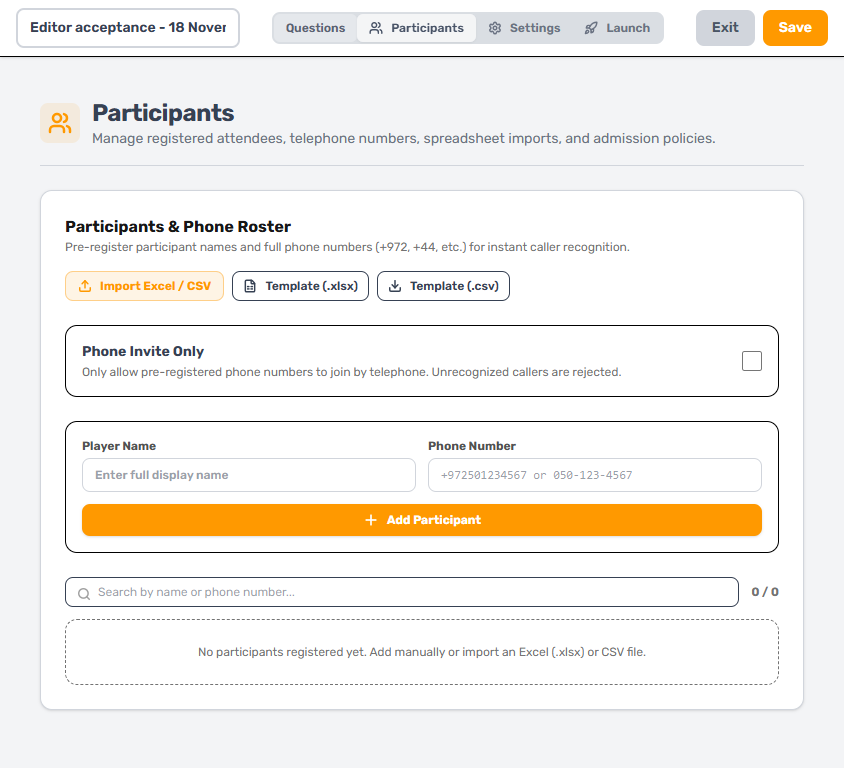 Editor acceptance - 18 Nover
Questions
Participants
Settings
Launch
Exit
Save
Participants
Manage registered attendees, telephone numbers, spreadsheet imports, and admission policies.
Participants & Phone Roster
Pre-register participant names and full phone numbers (+972, +44, etc.) for instant caller recognition.
Import Excel / CSV
Template (.xlsx)
Template (.csv)
Phone Invite Only
Only allow pre-registered phone numbers to join by telephone. Unrecognized callers are rejected.
Player Name
Phone Number
Enter full display name
+972501234567 or 050-123-4567
Add Participant
Search by name or phone number...
0 / 0
No participants registered yet. Add manually or import an Excel (.xlsx) or CSV file.